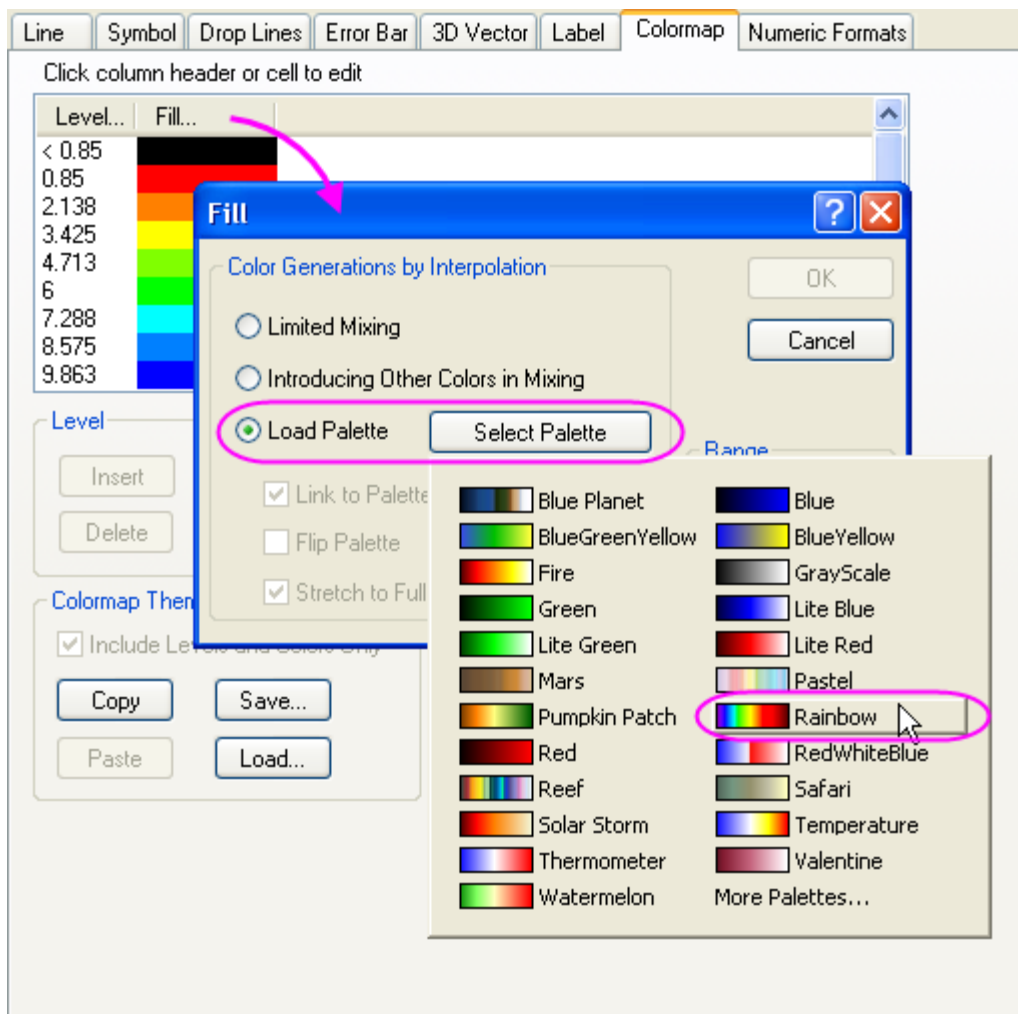 Line Symbol Drop Lines Error Bar 3D Vector Label Colormap Numeric Formats
Click column header or cell to edit
Level... Fill...
< 0.85
0.85
2.138
3.425
4.713
6
7.288
8.575
9.863
Fill
Color Generations by Interpolation
OK
Limited Mixing
Cancel
Introducing Other Colors in Mixing
Load Palette Select Palette
Range
Link to Palette
Flip Palette
Stretch to Full
Level
Insert
Delete
Colormap Them
Include Levels and Colors Only
Copy Save...
Paste Load...
Blue Planet Blue
BlueGreenYellow BlueYellow
Fire GrayScale
Green Lite Blue
Lite Green Lite Red
Mars Pastel
Pumpkin Patch Rainbow
Red RedWhiteBlue
Reef Safari
Solar Storm Temperature
Thermometer Valentine
Watermelon More Palettes...